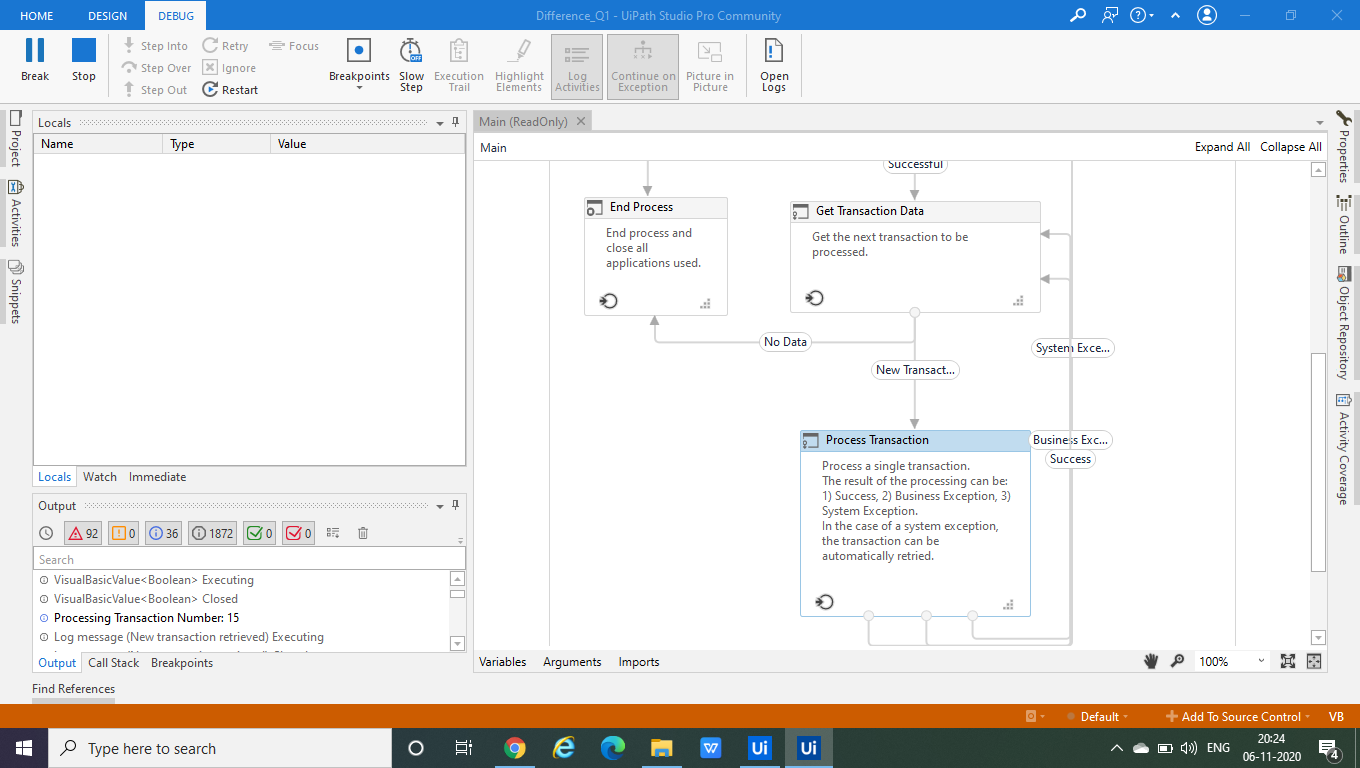 HOME DESIGN DEBUG Difference_Q1 - UiPath Studio Pro Community
Break
Stop
Step Into
Step Over
Step Out
Retry
Ignore
Restart
Focus
Breakpoints
Slow
Step
Execution
Trail
Highlight
Elements
Log
Activities
Continue on
Exception
Picture in
Picture
Open
Logs
Project
Activities
Snippets
Locals
Name Type Value
Locals Watch Immediate
Output
92 0 36 1872 0 0
Search
VisualBasicValue<Boolean> Executing
VisualBasicValue<Boolean> Closed
Processing Transaction Number: 15
Log message (New transaction retrieved) Executing
Output Call Stack Breakpoints
Find References
Main (ReadOnly)
Main Expand All Collapse All
Successful
End Process
End process and
close all
applications used.
Get Transaction Data
Get the next transaction to be
processed.
No Data
System Exce...
New Transact...
Process Transaction
Process a single transaction.
The result of the processing can be:
1) Success, 2) Business Exception, 3)
System Exception.
In the case of a system exception,
the transaction can be
automatically retried.
Business Exc...
Success
Variables Arguments Imports 100%
Properties
Outline
Object Repository
Activity Coverage
Default Add To Source Control VB
Type here to search
Ui Ui
ENG
20:24
06-11-2020
4